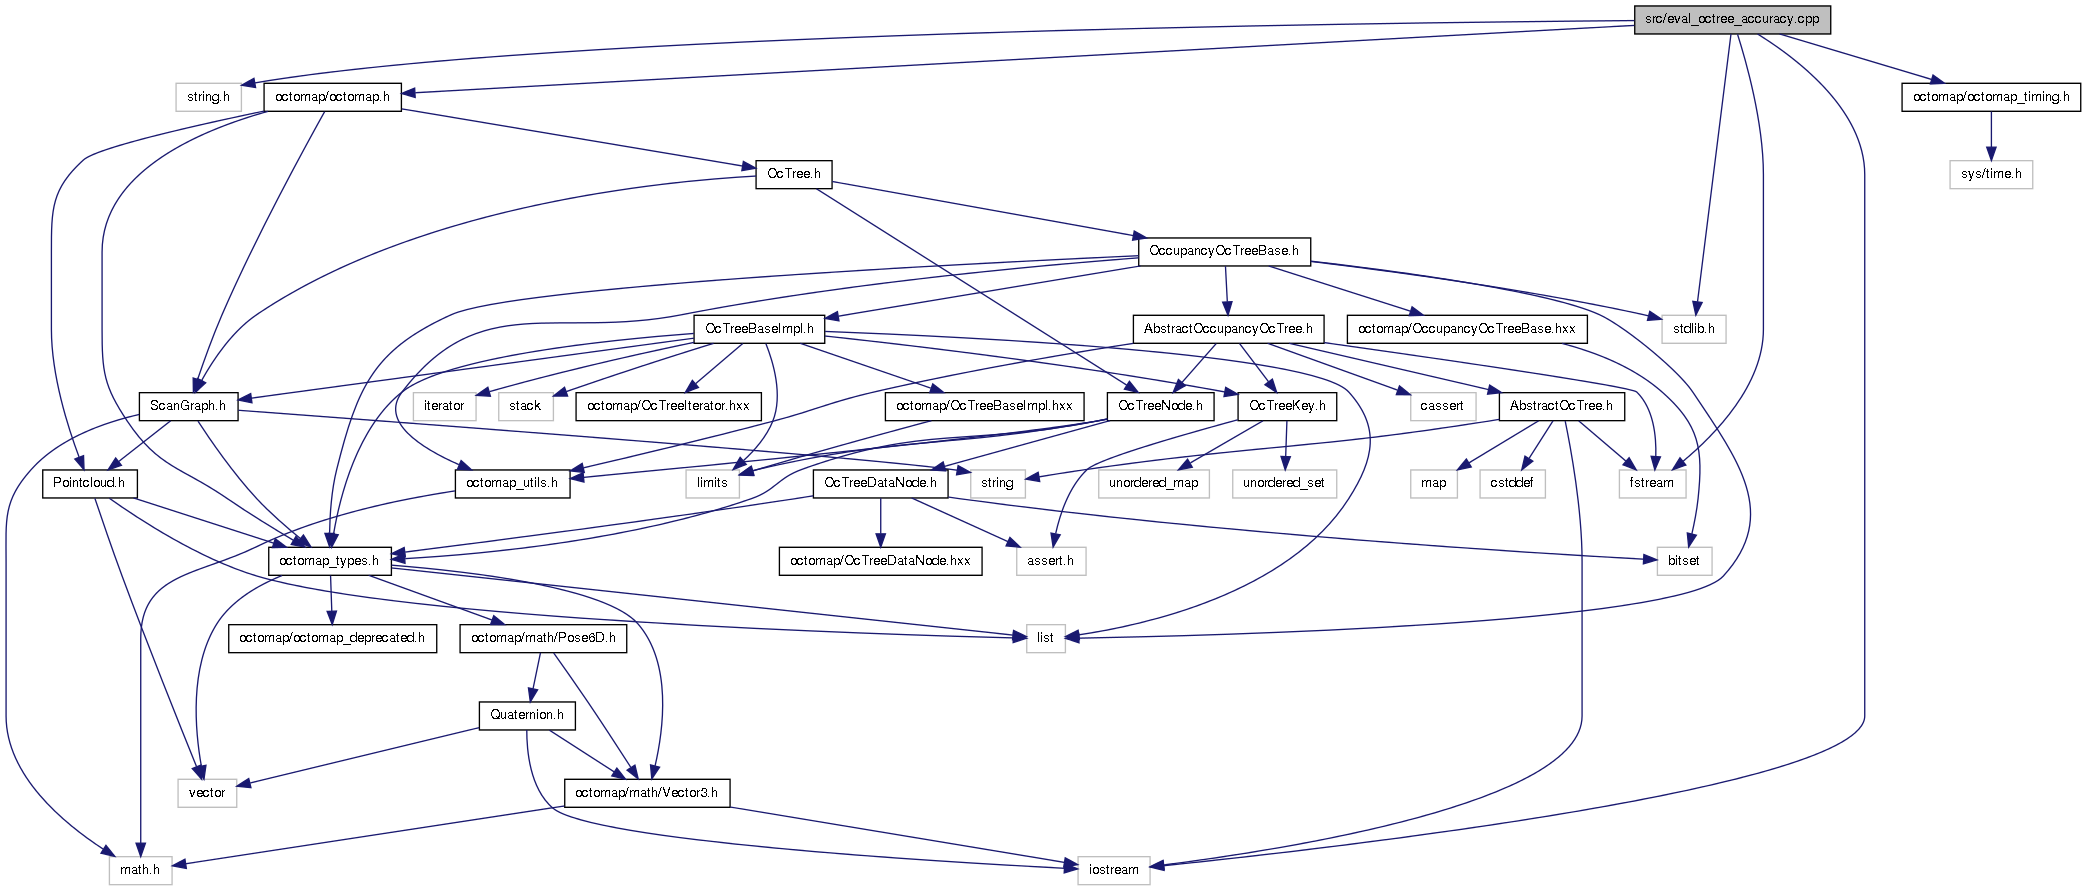 src/eval_octree_accuracy.cpp
string.h
octomap/octomap.h
octomap/octomap_timing.h
OcTree.h
sys/time.h
OccupancyOcTreeBase.h
OcTreeBaseImpl.h
AbstractOccupancyOcTree.h
octomap/OccupancyOcTreeBase.hxx
stdlib.h
ScanGraph.h
iterator
stack
octomap/OcTreeIterator.hxx
octomap/OcTreeBaseImpl.hxx
OcTreeNode.h
OcTreeKey.h
cassert
AbstractOcTree.h
Pointcloud.h
octomap_utils.h
limits
OcTreeDataNode.h
string
unordered_map
unordered_set
map
cstddef
fstream
octomap_types.h
octomap/OcTreeDataNode.hxx
assert.h
bitset
octomap/octomap_deprecated.h
octomap/math/Pose6D.h
list
Quaternion.h
vector
octomap/math/Vector3.h
math.h
iostream